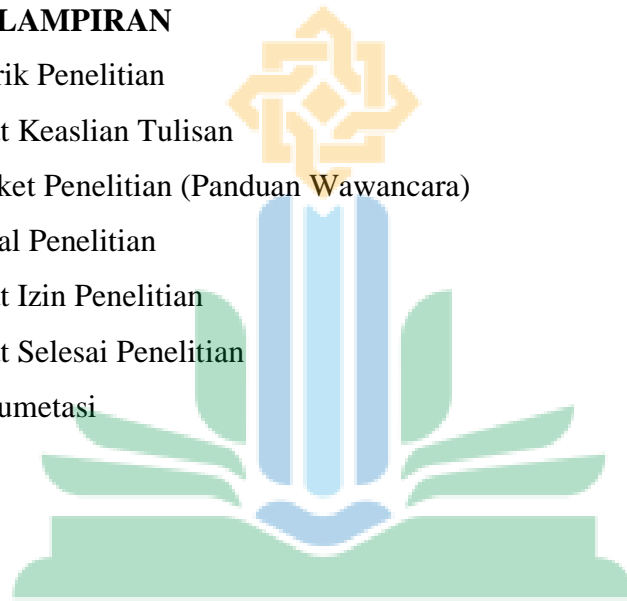 LAMPIRAN
rik Penelitian
t Keaslian Tulisan
ket Penelitian (Panduan Wawancara)
al Penelitian
t Izin Penelitian
t Selesai Penelitian
umetasi